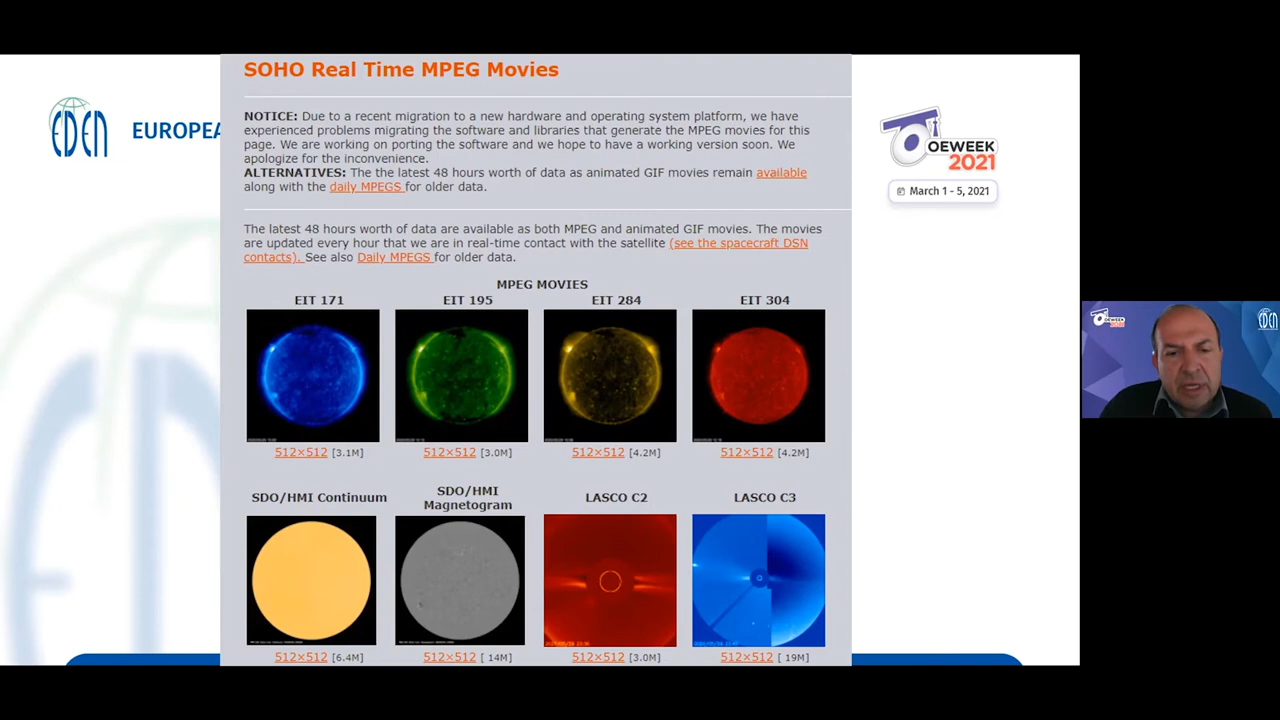 SOHO Real Time MPEG Movies
NOTICE: Due to a recent migration to a new hardware and operating system platform, we have
experienced problems migrating the software and libraries that generate the MPEG movies for this
page. We are working on porting the software and we hope to have a working version soon. We
apologize for the inconvenience.
ALTERNATIVES: The the latest 48 hours worth of data as animated GIF movies remain available
along with the daily MPEGS for older data.
EDEN EUROPEA
OEWEEK
2021
March 1 - 5, 2021
The latest 48 hours worth of data are available as both MPEG and animated GIF movies. The movies
are updated every hour that we are in real-time contact with the satellite (see the spacecraft DSN
contacts). See also Daily MPEGS for older data.
MPEG MOVIES
EIT 171 EIT 195 EIT 284 EIT 304
512×512 [3.1M] 512×512 [3.0M] 512×512 [4.2M] 512×512 [4.2M]
SDO/HMI Continuum SDO/HMI Magnetogram LASCO C2 LASCO C3
512×512 [6.4M] 512×512 [ 14M] 512×512 [3.0M] 512×512 [ 19M]
OEWEEK
EDEN